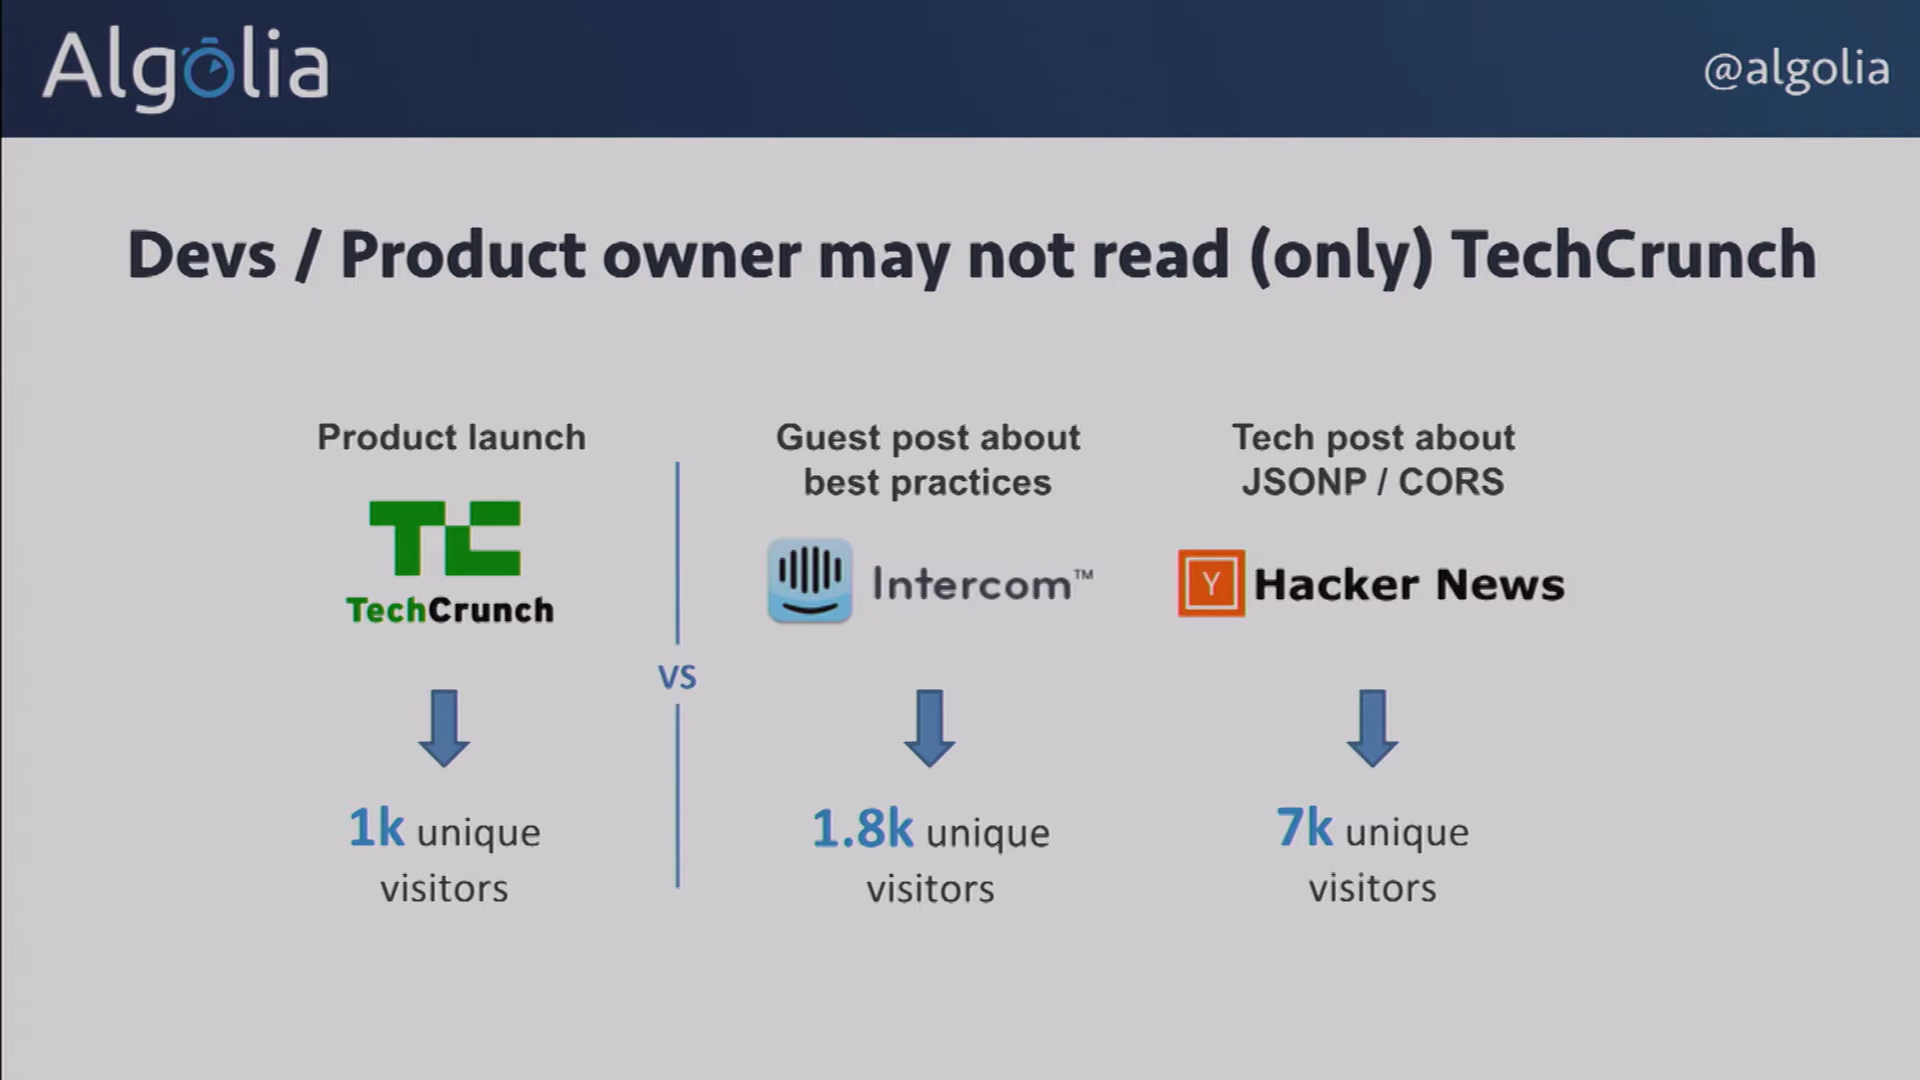 Algolia
@algolia
Devs / Product owner may not read (only) TechCrunch
Product launch
TC
TechCrunch
1k unique
visitors
vs
Guest post about
best practices
Intercom™
1.8k unique
visitors
Tech post about
JSONP / CORS
Y Hacker News
7k unique
visitors